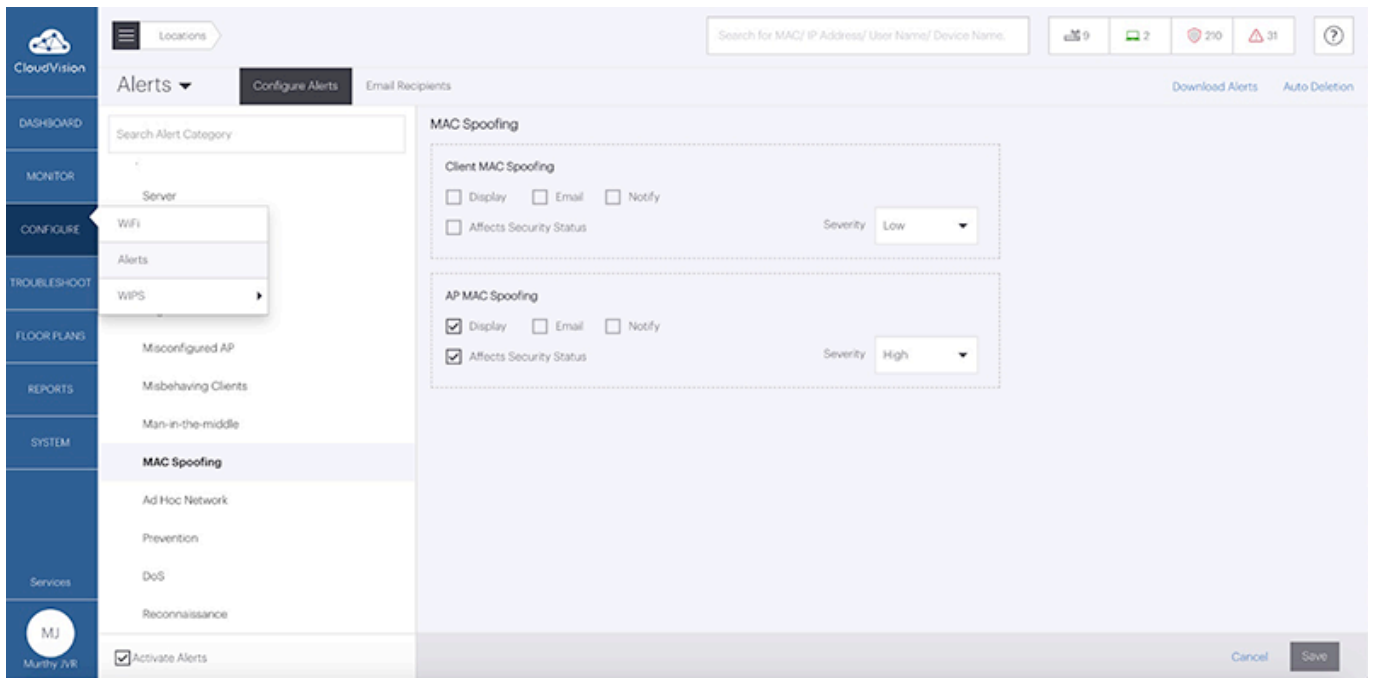 CloudVision
Locations
Search for MAC/ IP Address/ User Name/ Device Name.
9
2
210
31
?
Alerts
Configure Alerts
Email Recipients
Download Alerts
Auto Deletion
DASHBOARD
MONITOR
CONFIGURE
TROUBLESHOOT
FLOOR PLANS
REPORTS
SYSTEM
Services
MJ
Murthy JVR
Search Alert Category
Server
WiFi
Alerts
WIPS
Misconfigured AP
Misbehaving Clients
Man-in-the-middle
MAC Spoofing
Ad Hoc Network
Prevention
DoS
Reconnaissance
Activate Alerts
MAC Spoofing
Client MAC Spoofing
Display Email Notify
Affects Security Status Severity Low
AP MAC Spoofing
Display Email Notify
Affects Security Status Severity High
Cancel
Save